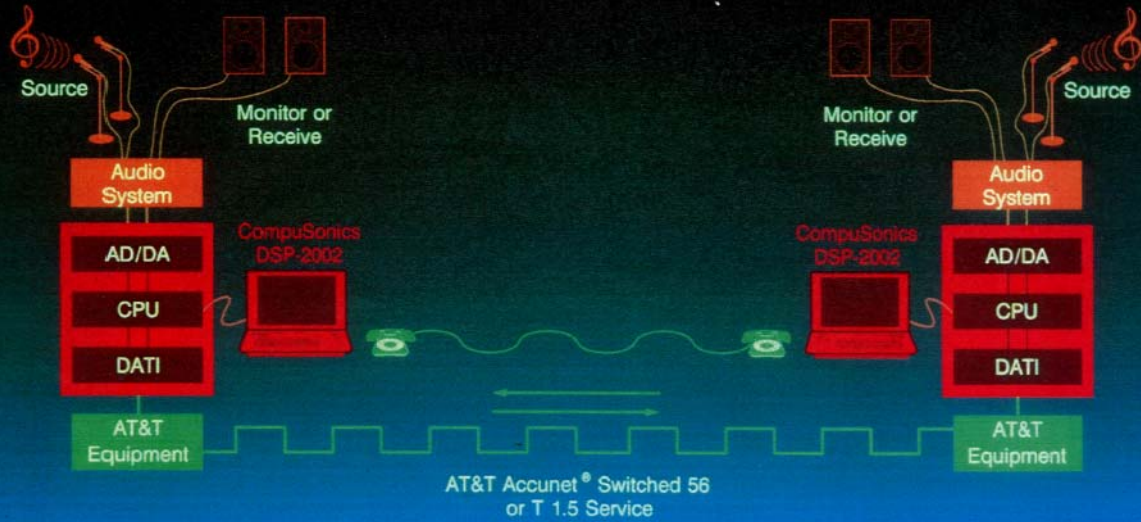 Source
Monitor or
Receive
Audio
System
CompuSonics
DSP-2002
AD/DA
CPU
DATI
AT&T
Equipment
Monitor or
Receive
Source
Audio
System
CompuSonics
DSP-2002
AD/DA
CPU
DATI
AT&T
Equipment
AT&T Accunet® Switched 56
or T 1.5 Service